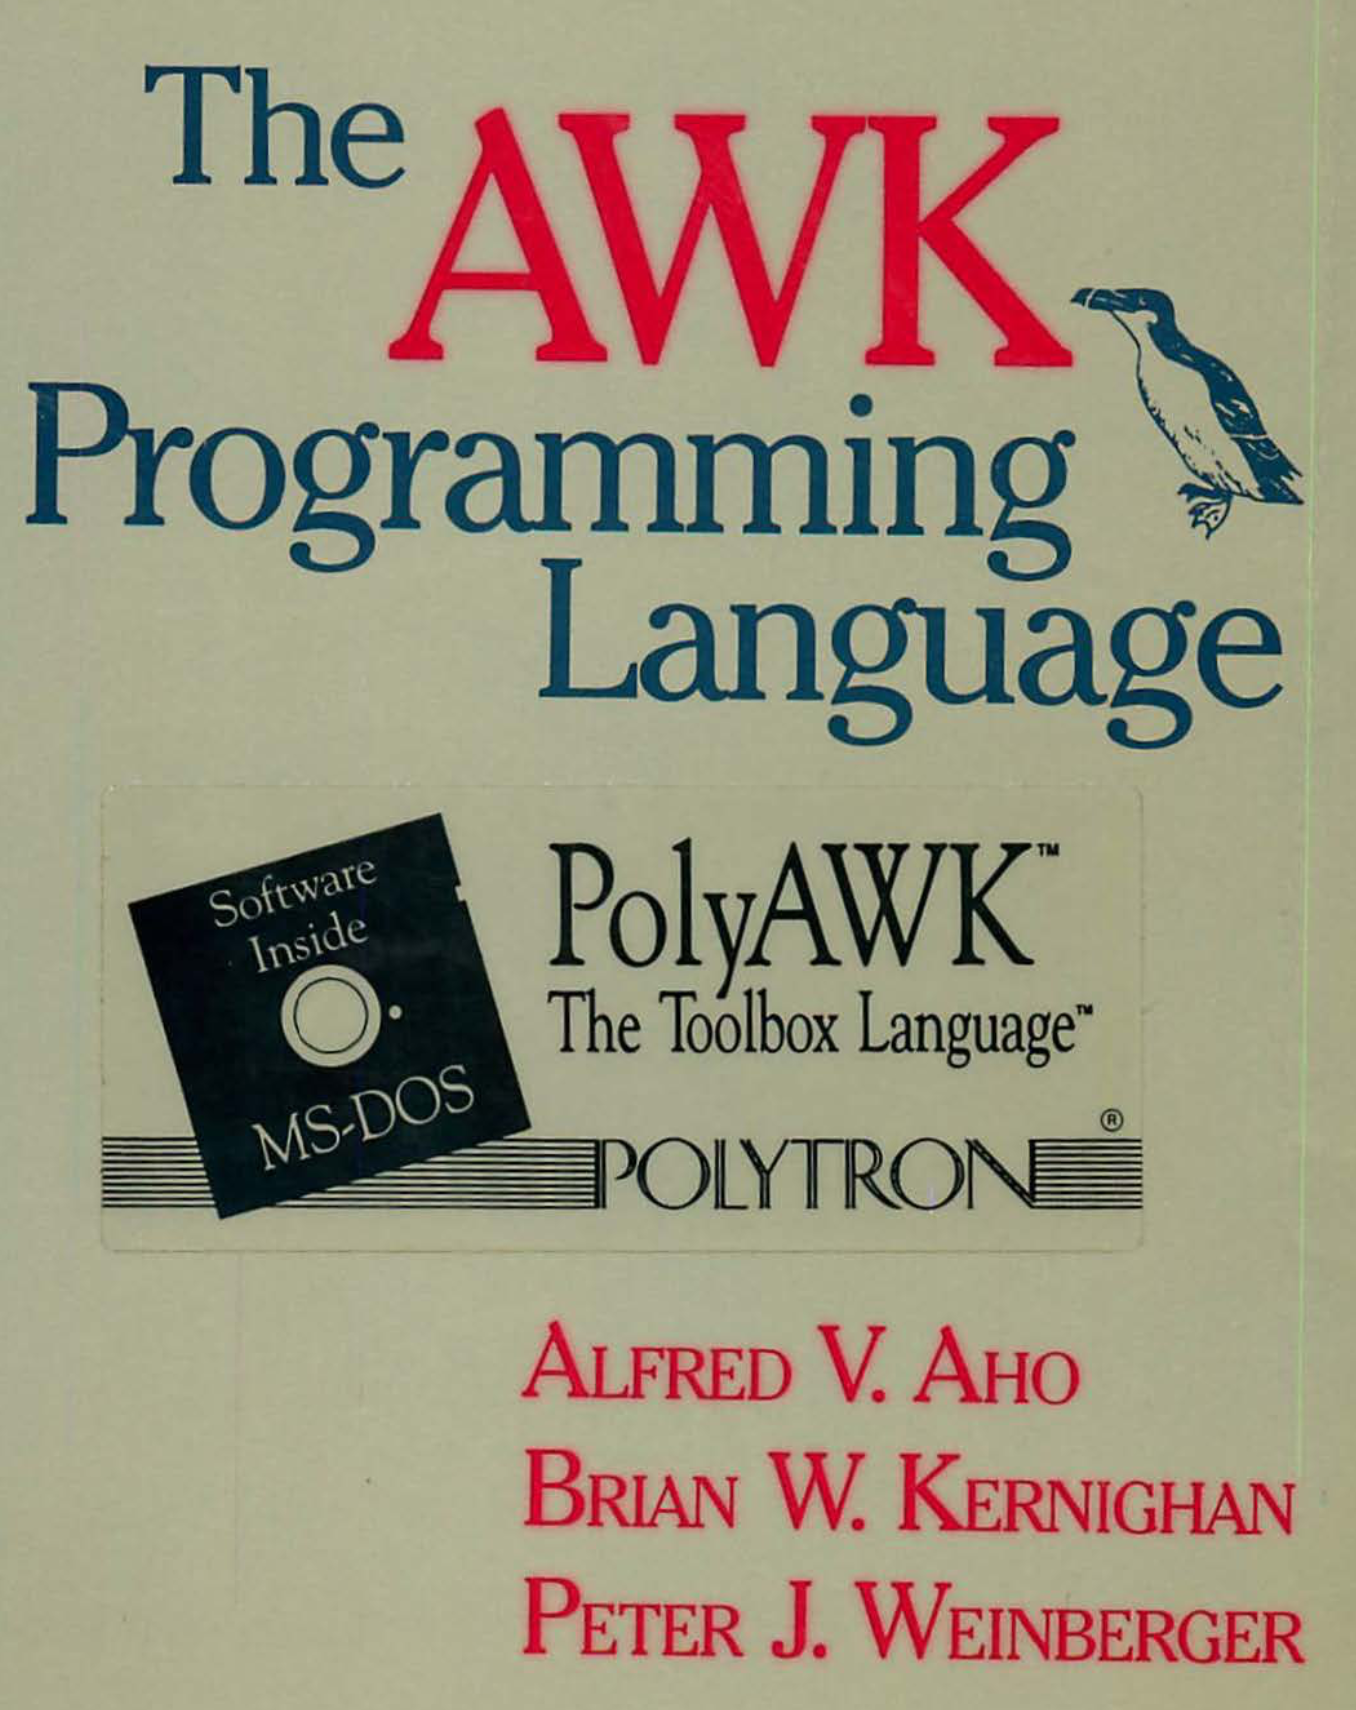 The AWK
Programming
Language
Software
Inside
MS-DOS
PolyAWK™
The Toolbox Language™
POLYTRON®
ALFRED V. AHO
BRIAN W. KERNIGHAN
PETER J. WEINBERGER